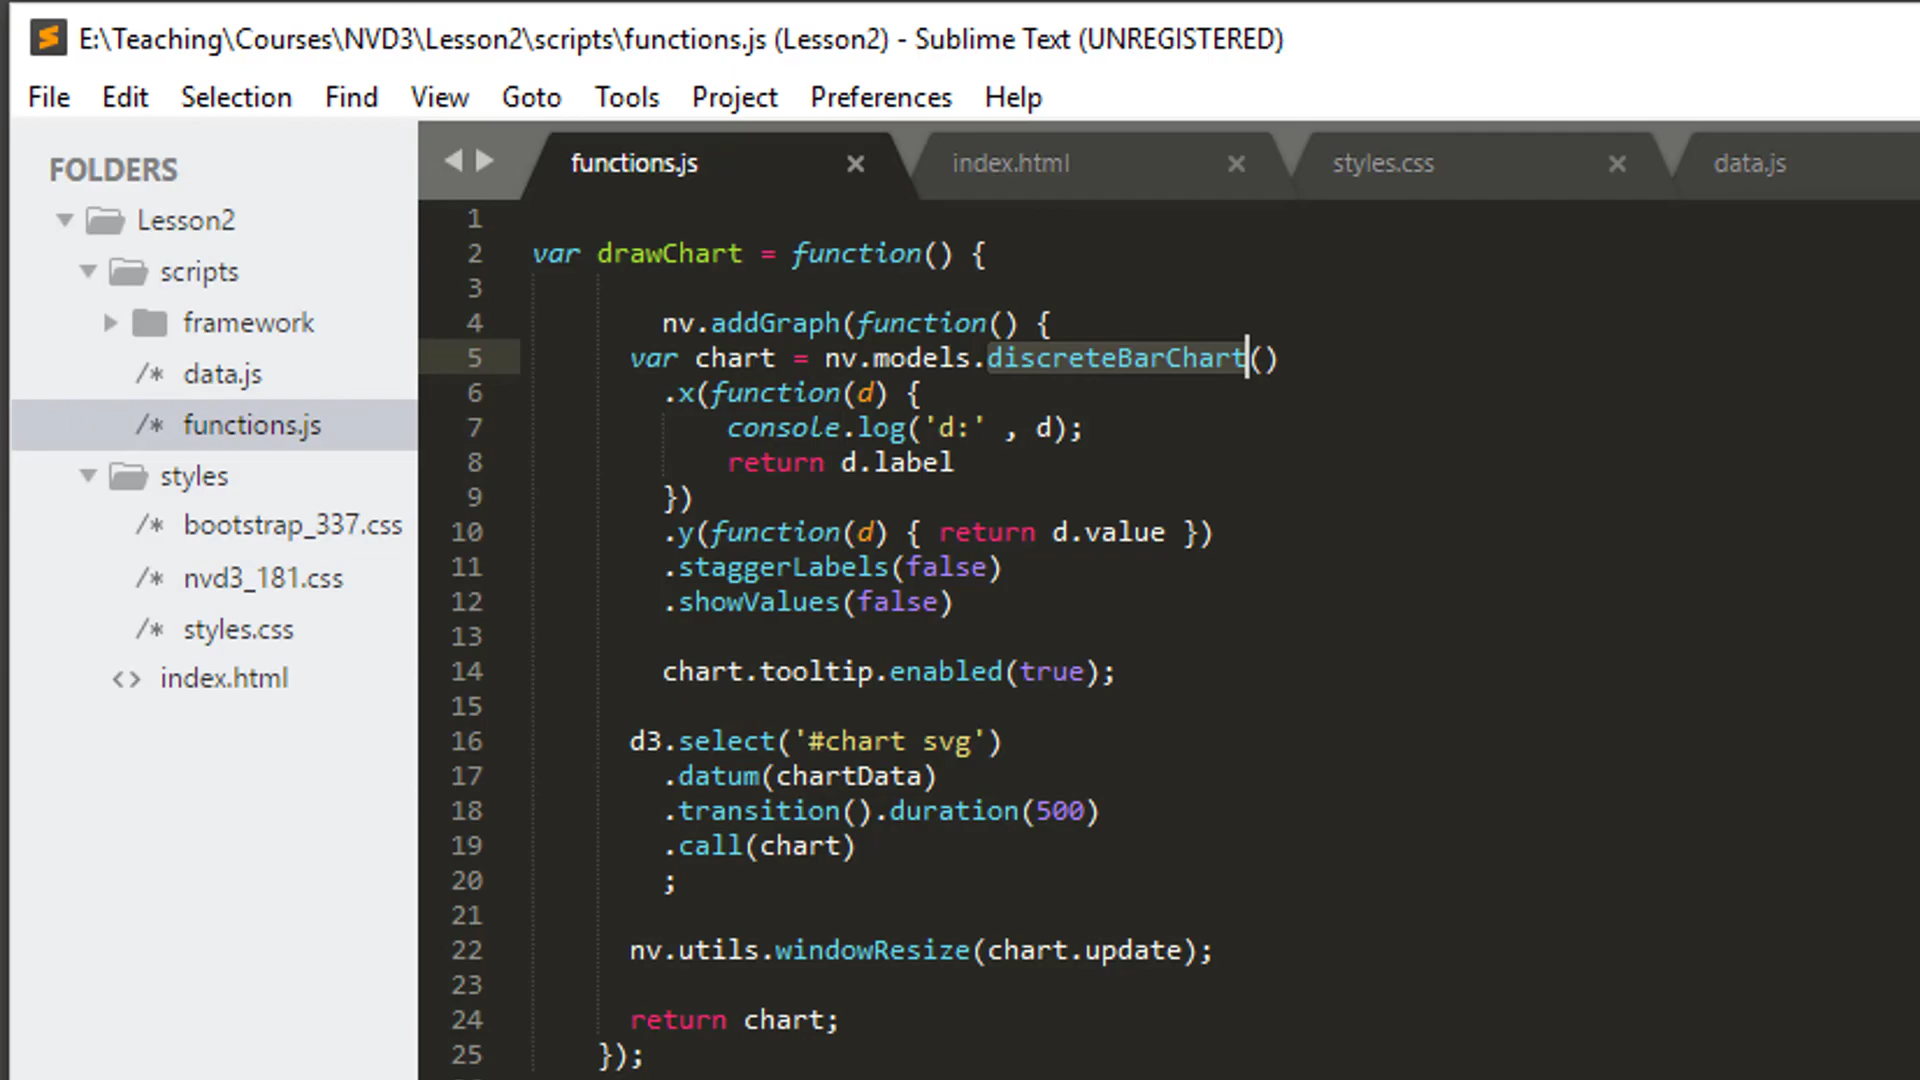 E:\Teaching\Courses\NVD3\Lesson2\scripts\functions.js (Lesson2) - Sublime Text (UNREGISTERED)
File Edit Selection Find View Goto Tools Project Preferences Help
FOLDERS
Lesson2
scripts
framework
/* data.js
/* functions.js
styles
/* bootstrap_337.css
/* nvd3_181.css
/* styles.css
<> index.html
functions.js × index.html × styles.css × data.js
1
2 var drawChart = function() {
3
4 nv.addGraph(function() {
5 var chart = nv.models.discreteBarChart()
6 .x(function(d) {
7 console.log('d:' , d);
8 return d.label
9 })
10 .y(function(d) { return d.value })
11 .staggerLabels(false)
12 .showValues(false)
13
14 chart.tooltip.enabled(true);
15
16 d3.select('#chart svg')
17 .datum(chartData)
18 .transition().duration(500)
19 .call(chart)
20 ;
21
22 nv.utils.windowResize(chart.update);
23
24 return chart;
25 });